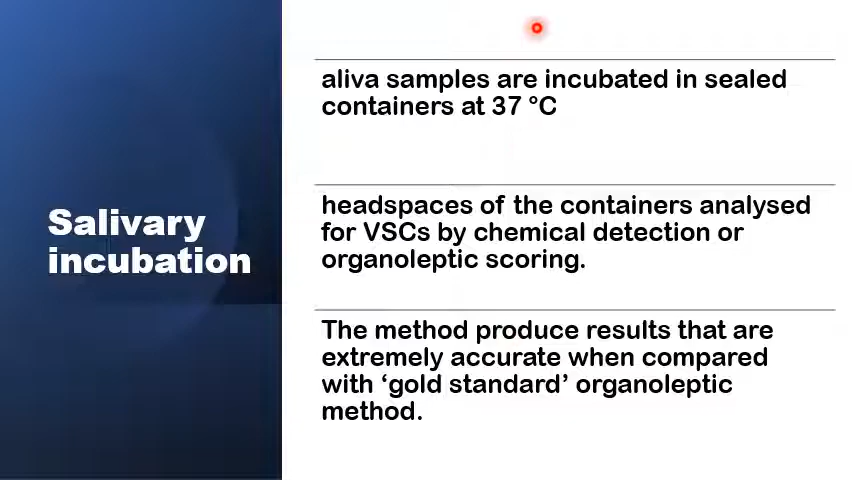 Salivary
incubation
aliva samples are incubated in sealed
containers at 37 °C
headspaces of the containers analysed
for VSCs by chemical detection or
organoleptic scoring.
The method produce results that are
extremely accurate when compared
with ‘gold standard’ organoleptic
method.